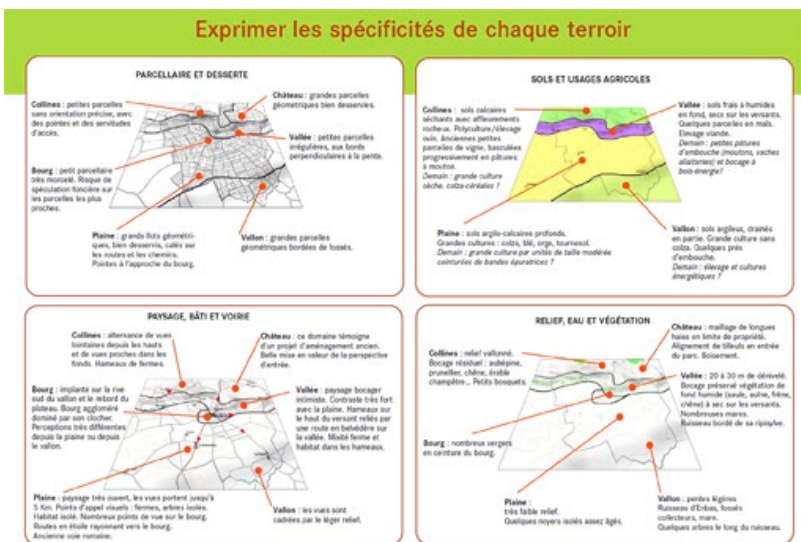 Exprimer les spécificités de chaque terroir
PARCELLAIRE ET DESSERTE
Collines : petites parcelles
sans orientation précise, avec
des pointes et des servitudes
d'accès.
Château : grandes parcelles
géometriques bien desservies.
Vallée : petites parcelles
irrégulières, aux bords
perpendiculaires à la pente.
Bourg : petit parcellaire
très morcelé. Risque de
spéculation foncière sur
les parcelles les plus
proches.
Plaine : grands îlots géométri-
ques, bien desservis, calés sur
les routes et les chemins.
Pointes à l'approche du bourg.
Vallon : grandes parcelles
géométriques bordées de fossés.
SOLS ET USAGES AGRICOLES
Collines : sols calcaires
séchants avec affleurements
rocheux. Polyculture/élevage
ovin. Anciennes petites
parcelles de vigne, basculées
progressivement en pâtures
à mouton.
Demain : grande culture
sèche, colza-céréales ?
Vallée : sols frais à humides
en fond, secs sur les versants.
Quelques parcelles en maïs.
Elevage viande.
Demain : petites pâtures
d'embouche (moutons, vaches
allaitantes) et bocage à
bois-énergie?
Plaine : sols argilo-calcaires profonds.
Grandes cultures : colza, blé, orge, tournesol.
Demain : grande culture par unités de taille modérée
ceinturées de bandes épuratrices ?
Vallon : sols argileux, drainés
en partie. Grande culture sans
colza. Quelques prés
d'embouche.
Demain : élevage et cultures
énergétiques ?
PAYSAGE, BÂTI ET VOIRIE
Collines : alternance de vues
lointaines depuis les hauts
et de vues proches dans les
fonds. Hameaux de fermes.
Château : ce domaine témoigne
d'un projet d'aménagement ancien.
Belle mise en valeur de la perspective
d'entrée.
Bourg : implanté sur la rive
sud du vallon et le rebord du
plateau. Bourg aggloméré
dominé par son clocher.
Perceptions très différentes
depuis la plaine ou depuis
le vallon.
Vallée : paysage bocager
intimiste. Contraste très fort
avec la plaine. Hameaux sur
le haut du versant reliés par
une route en belvédère sur
la vallée. Mixité ferme et
habitat dans les hameaux.
Plaine : paysage très ouvert, les vues portent jusqu'à
5 Km. Points d'appel visuels : fermes, arbres isolés.
Habitat isolé. Nombreux points de vue sur le bourg.
Routes en étoile rayonnant vers le bourg.
Ancienne voie romaine.
Vallon : les vues sont
cadrées par le léger relief.
RELIEF, EAU ET VÉGÉTATION
Collines : relief vallonné.
Bocage résiduel : aubépine,
prunellier, chêne, érable
champêtre... Petits bosquets.
Château : maillage de longues
haies en limite de propriété.
Alignement de tilleuls en entrée
du parc. Boisement.
Vallée : 20 à 30 m de dénivelé.
Bocage préservé végétation de
fond humide (saule, aulne, frêne,
chêne) à sec sur les versants.
Nombreuses mares.
Ruisseau bordé de sa ripisylve.
Bourg : nombreux vergers
en ceinture du bourg.
Plaine :
très faible relief.
Quelques noyers isolés assez âgés.
Vallon : pentes légères
Ruisseau d'Enbas, fossés
collecteurs, mare.
Quelques arbres le long du ruisseau.